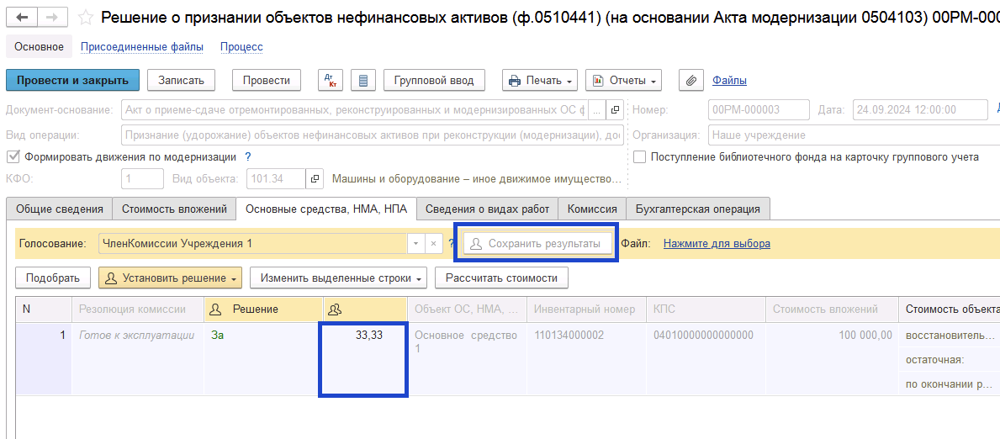 Решение о признании объектов нефинансовых активов (ф.0510441) (на основании Акта модернизации 0504103) 00РМ-000
Основное Присоединенные файлы Процесс
Провести и закрыть Записать Провести Дт Кт Групповой ввод Печать Отчеты Файлы
Документ-основание: Акт о приеме-сдаче отремонтированных, реконструированных и модернизированных ОС ф ... Номер: 00РМ-000003 Дата: 24.09.2024 12:00:00
Вид операции: Признание (удорожание) объектов нефинансовых активов при реконструкции (модернизации), дос Организация: Наше учреждение
Формировать движения по модернизации ? Поступление библиотечного фонда на карточку группового учета
КФО: 1 Вид объекта: 101.34 Машины и оборудование – иное движимое имущество...
Общие сведения Стоимость вложений Основные средства, НМА, НПА Сведения о видах работ Комиссия Бухгалтерская операция
Голосование: ЧленКомиссии Учреждения 1 × ? Сохранить результаты Файл: Нажмите для выбора
Подобрать Установить решение Изменить выделенные строки Рассчитать стоимости
N Резолюция комиссии Решение Объект ОС, НМА, ... Инвентарный номер КПС Стоимость вложений Стоимость объекта
1 Готов к эксплуатации За 33,33 Основное средство 110134000002 04010000000000000 100 000,00 восстановитель...
1
остаточная:
по окончании р...